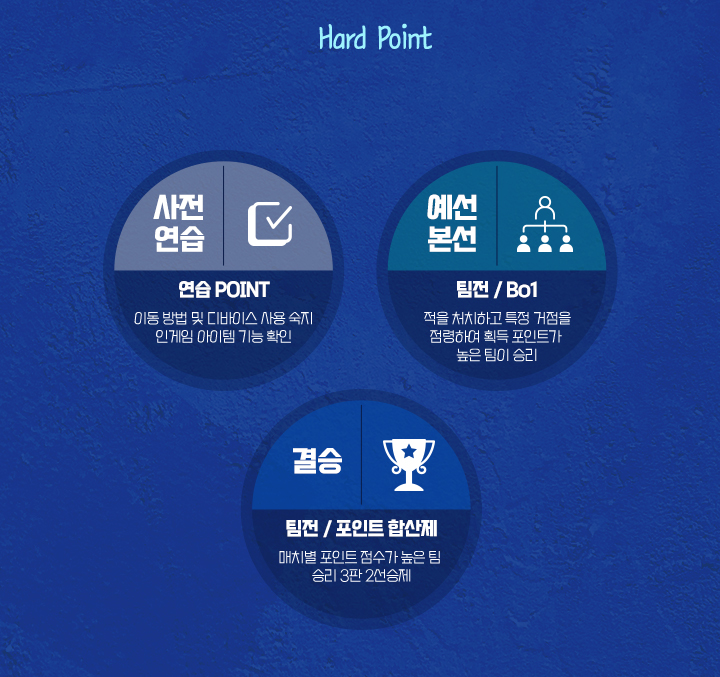 Hard Point
사전
연습
연습 POINT
이동 방법 및 디바이스 사용 숙지
인게임 아이템 기능 확인
예선
본선
팀전 / Bo1
적을 처치하고 특정 거점을
점령하여 획득 포인트가
높은 팀이 승리
결승
팀전 / 포인트 합산제
매치별 포인트 점수가 높은 팀
승리 3판 2선승제